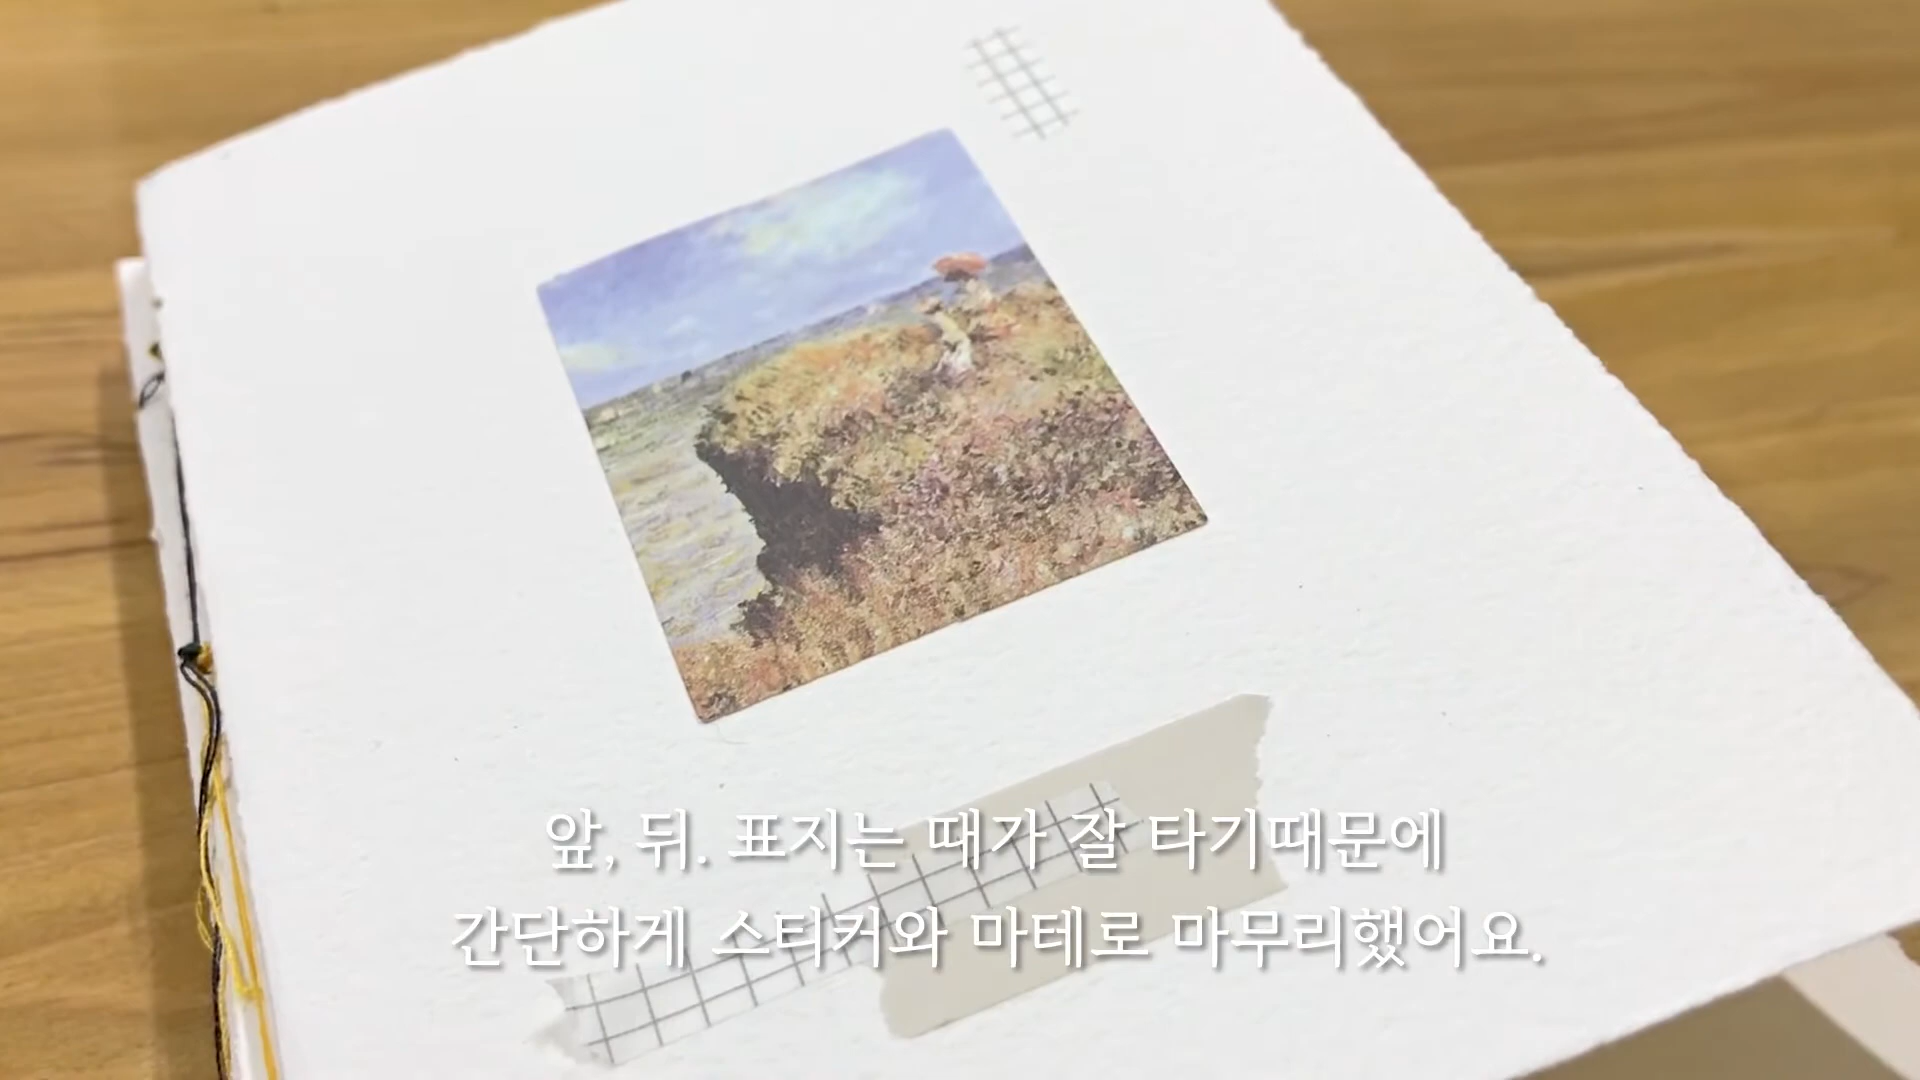 앞, 뒤. 표지는 때가 잘 타기때문에
간단하게 스티커와 마테로 마무리했어요.